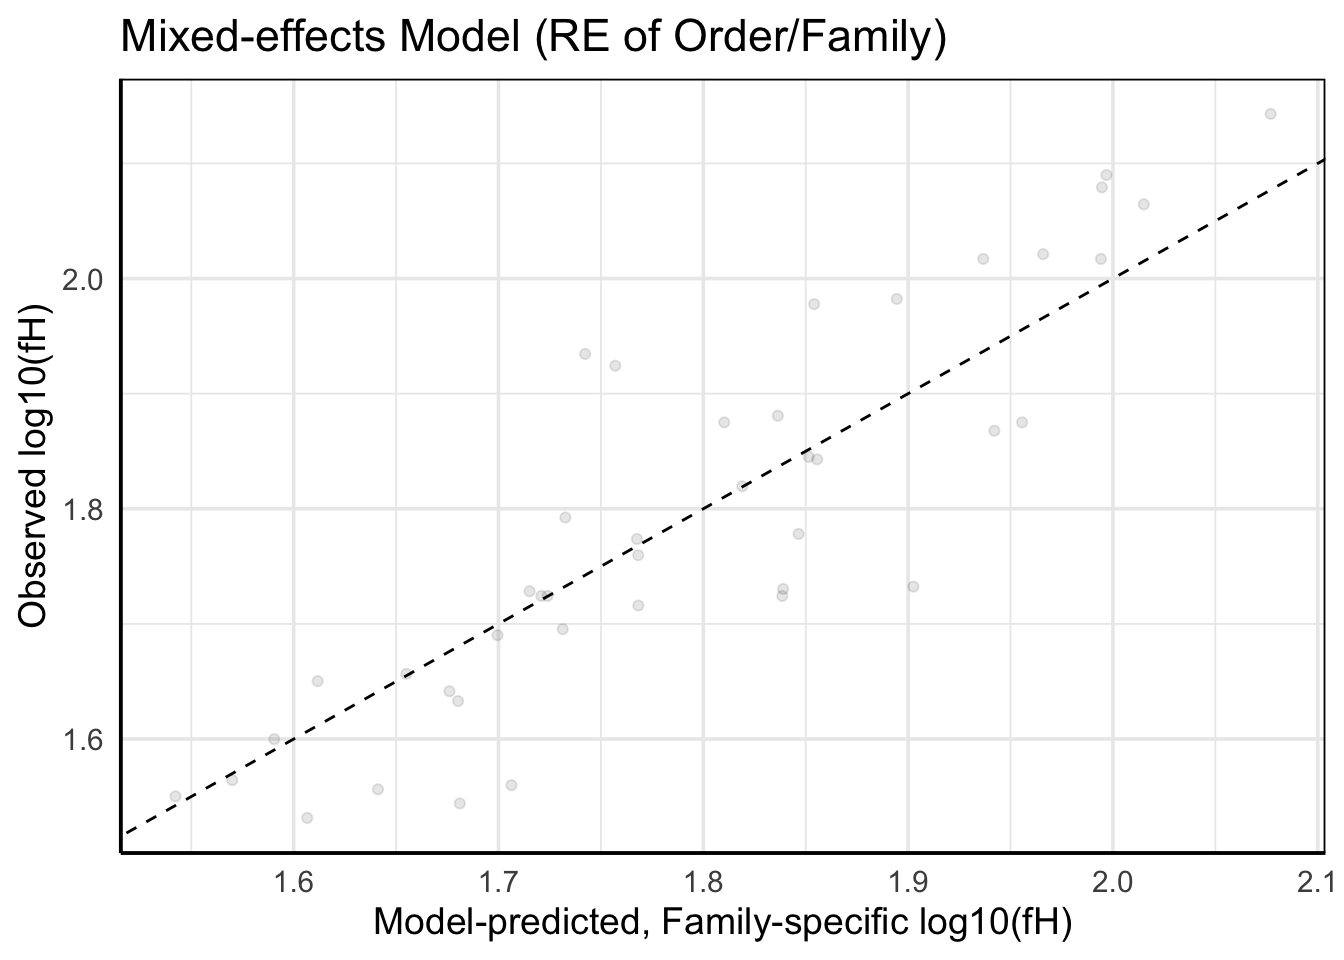 Mixed-effects Model (RE of Order/Family)
Observed log10(fH)
2.0
1.8
1.6
1.6 1.7 1.8 1.9 2.0 2.1
Model-predicted, Family-specific log10(fH)